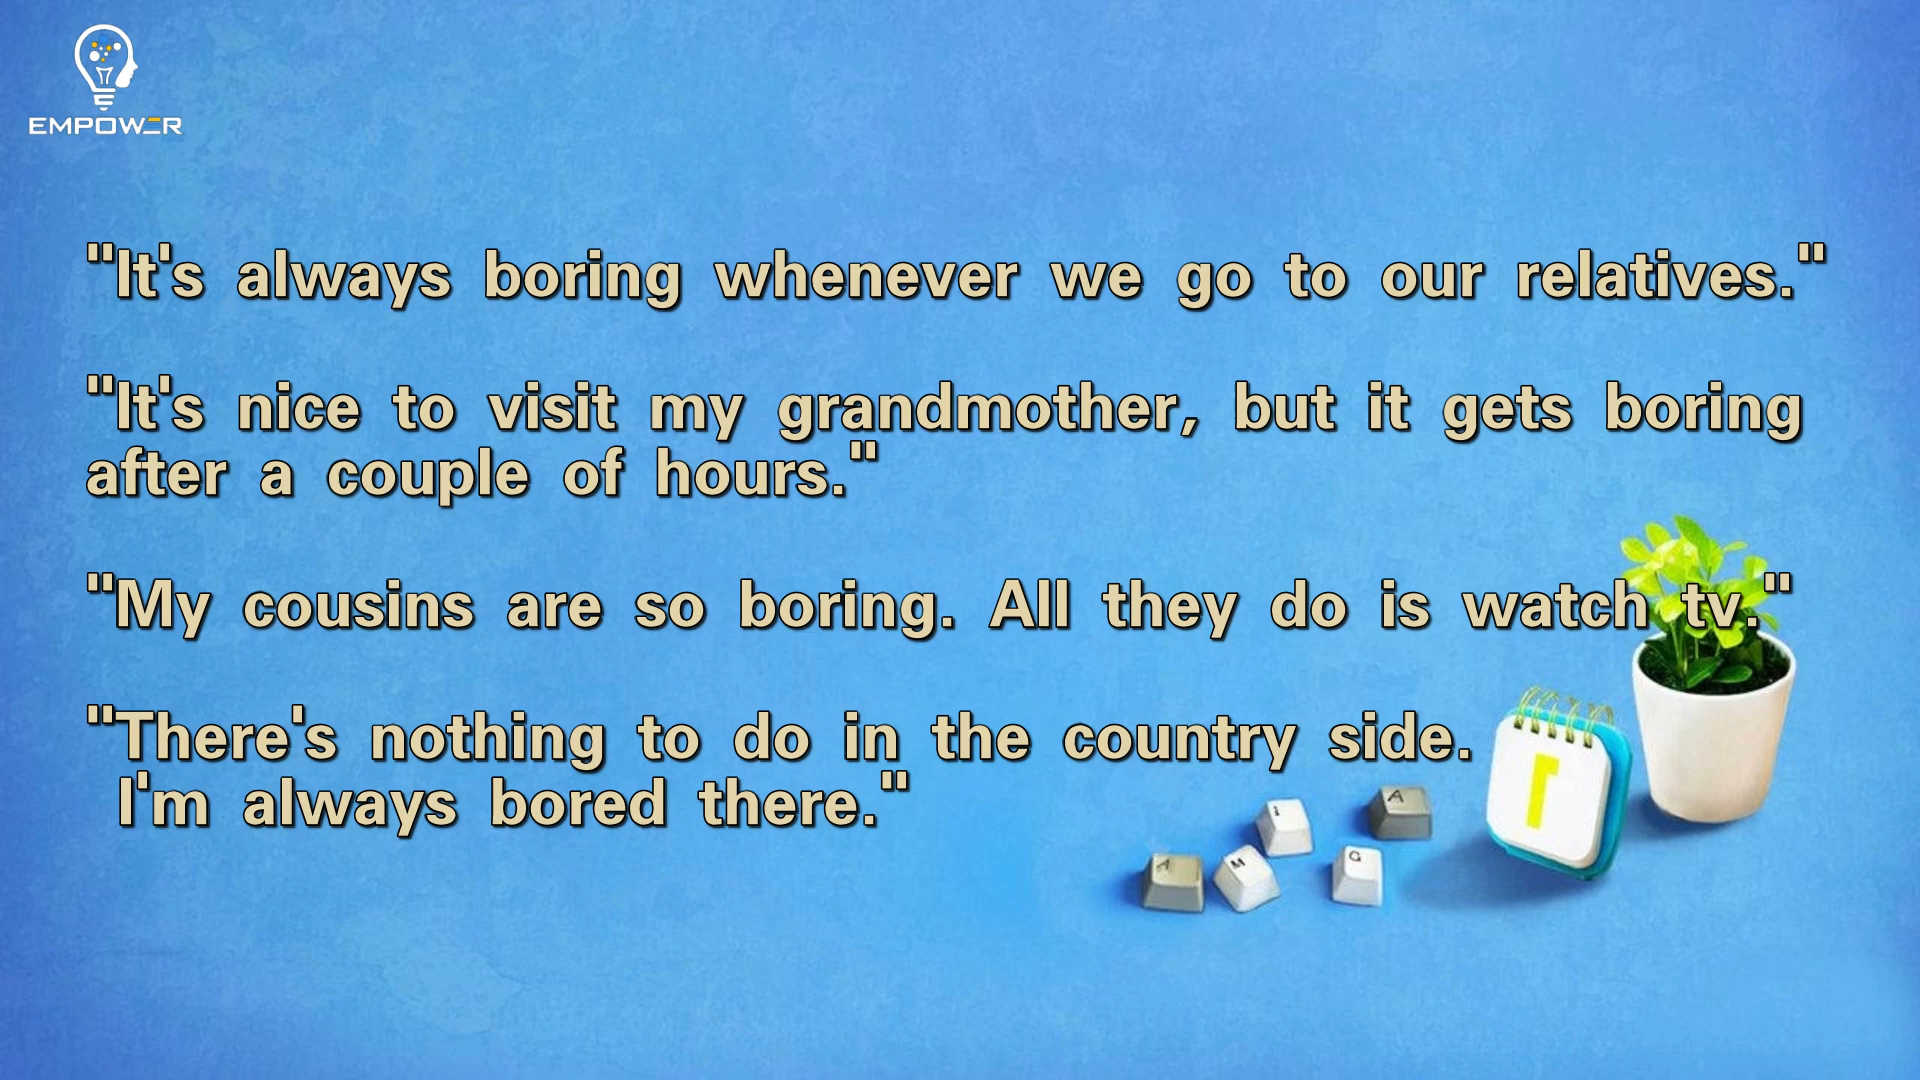 EMPOWER
"It's always boring whenever we go to our relatives."
"It's nice to visit my grandmother, but it gets boring
after a couple of hours."
"My cousins are so boring. All they do is watch tv."
"There's nothing to do in the country side.
I'm always bored there."
i A
A M G
1